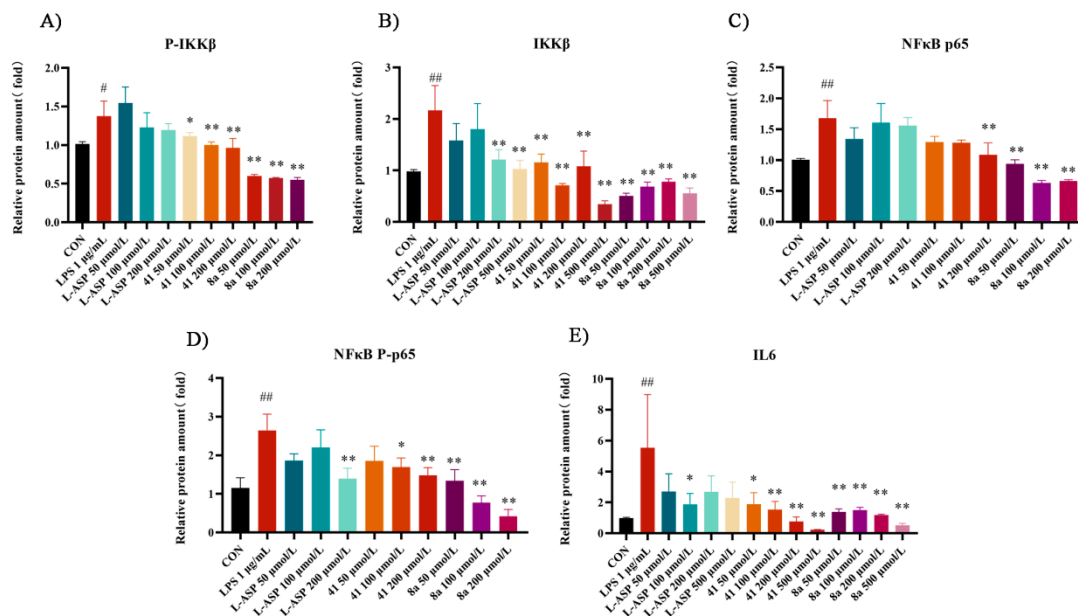 A)
P-IKKβ
Relative protein amount( fold)
2.0
1.5
1.0
0.5
0.0
#
*
**
**
**
**
**
CON
LPS 1 μg/mL
L-ASP 50 μmol/L
L-ASP 100 μmol/L
L-ASP 200 μmol/L
41 50 μmol/L
41 100 μmol/L
41 200 μmol/L
8a 50 μmol/L
8a 100 μmol/L
8a 200 μmol/L
B)
IKKβ
Relative protein amount( fold)
3
2
1
0
##
**
**
**
**
**
**
**
**
**
**
CON
LPS 1 μg/mL
L-ASP 50 μmol/L
L-ASP 100 μmol/L
L-ASP 200 μmol/L
L-ASP 500 μmol/L
41 50 μmol/L
41 100 μmol/L
41 200 μmol/L
41 500 μmol/L
8a 50 μmol/L
8a 100 μmol/L
8a 200 μmol/L
8a 500 μmol/L
C)
NFκB p65
Relative protein amount( fold)
2.5
2.0
1.5
1.0
0.5
0.0
##
**
**
**
**
CON
LPS 1 μg/mL
L-ASP 50 μmol/L
L-ASP 100 μmol/L
L-ASP 200 μmol/L
41 50 μmol/L
41 100 μmol/L
41 200 μmol/L
8a 50 μmol/L
8a 100 μmol/L
8a 200 μmol/L
D)
NFκB P-p65
Relative protein amount( fold)
4
3
2
1
0
##
**
*
**
**
**
**
CON
LPS 1 μg/mL
L-ASP 50 μmol/L
L-ASP 100 μmol/L
L-ASP 200 μmol/L
41 50 μmol/L
41 100 μmol/L
41 200 μmol/L
8a 50 μmol/L
8a 100 μmol/L
8a 200 μmol/L
E)
IL6
Relative protein amount( fold)
10
8
6
4
2
0
##
*
*
**
**
**
**
**
**
**
CON
LPS 1 μg/mL
L-ASP 50 μmol/L
L-ASP 100 μmol/L
L-ASP 200 μmol/L
L-ASP 500 μmol/L
41 50 μmol/L
41 100 μmol/L
41 200 μmol/L
41 500 μmol/L
8a 50 μmol/L
8a 100 μmol/L
8a 200 μmol/L
8a 500 μmol/L